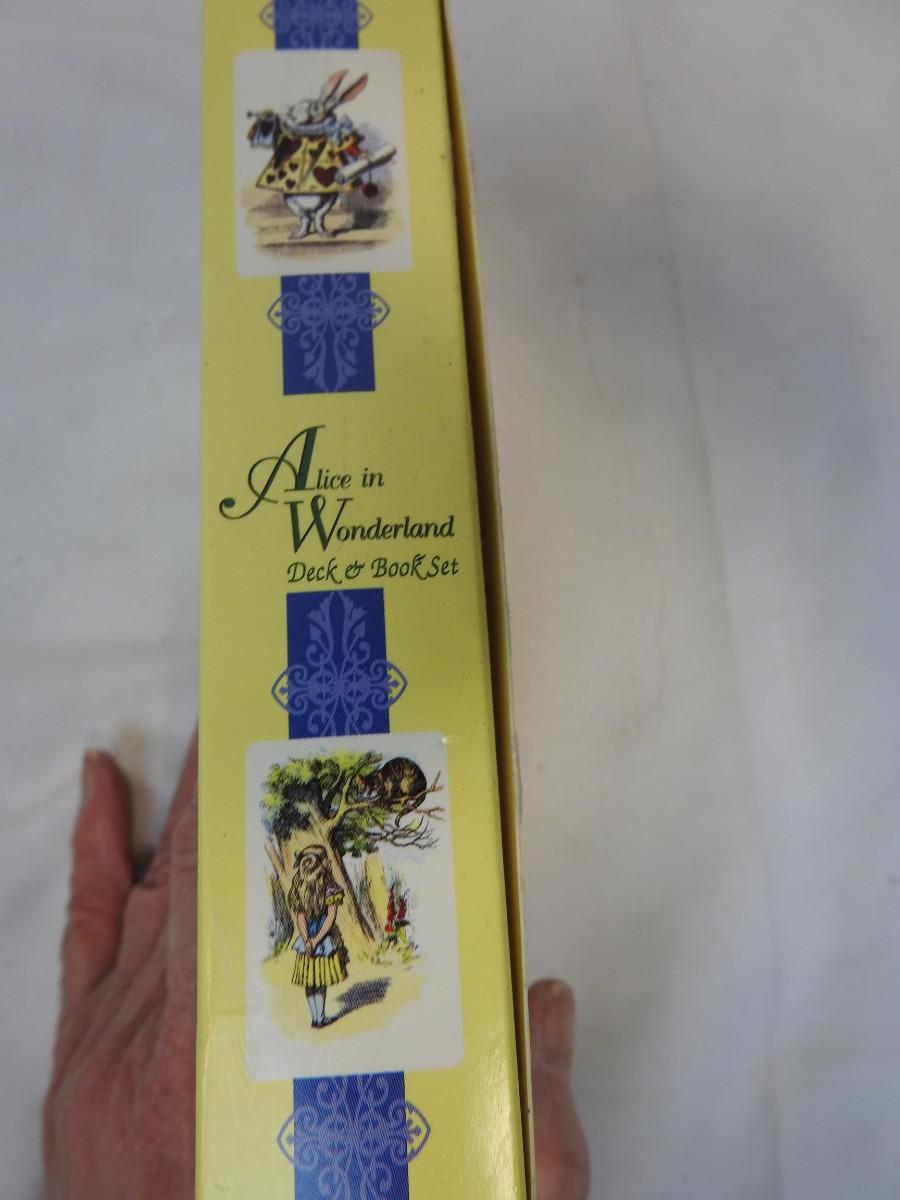 Alice in
Wonderland
Deck & Book Set